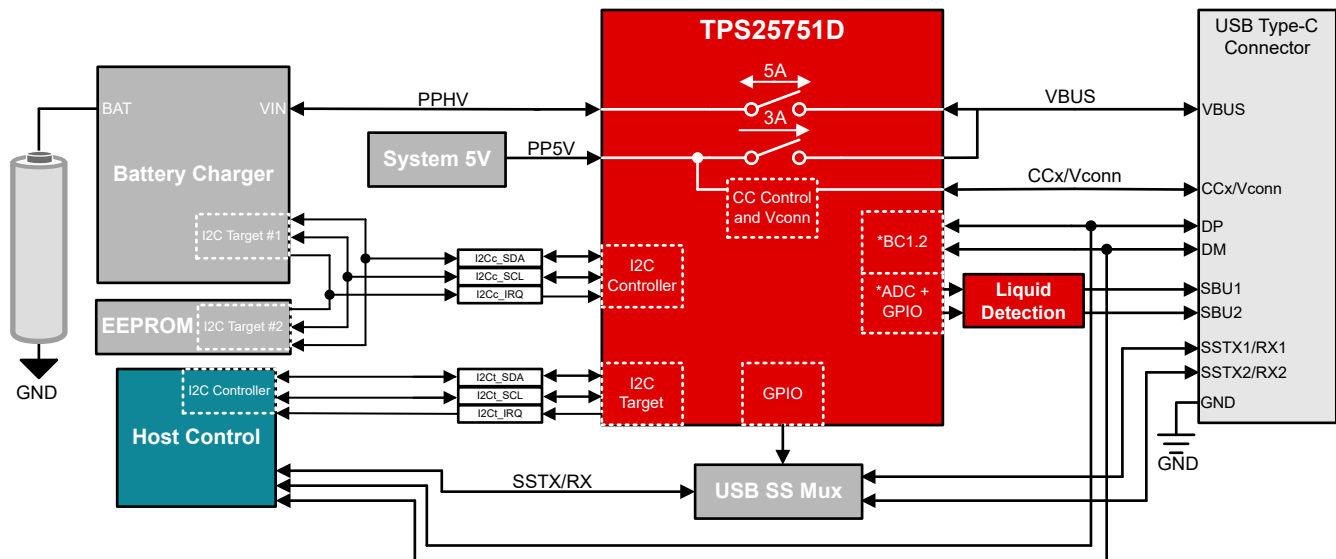 TPS25751D
USB Type-C
Connector
BAT
VIN
PPHV
5A
VBUS
VBUS
3A
System 5V
PP5V
Battery Charger
CC Control
and Vconn
CCx/Vconn
CCx/Vconn
I2C Target #1
*BC1.2
DP
DM
I2Cc_SDA
I2Cc_SCL
I2Cc_IRQ
I2C
Controller
*ADC +
GPIO
Liquid
Detection
SBU1
SBU2
EEPROM
I2C Target #2
SSTX1/RX1
SSTX2/RX2
GND
I2C Controller
I2Ct_SDA
I2Ct_SCL
I2Ct_IRQ
I2C
Target
GPIO
GND
Host Control
GND
SSTX/RX
USB SS Mux